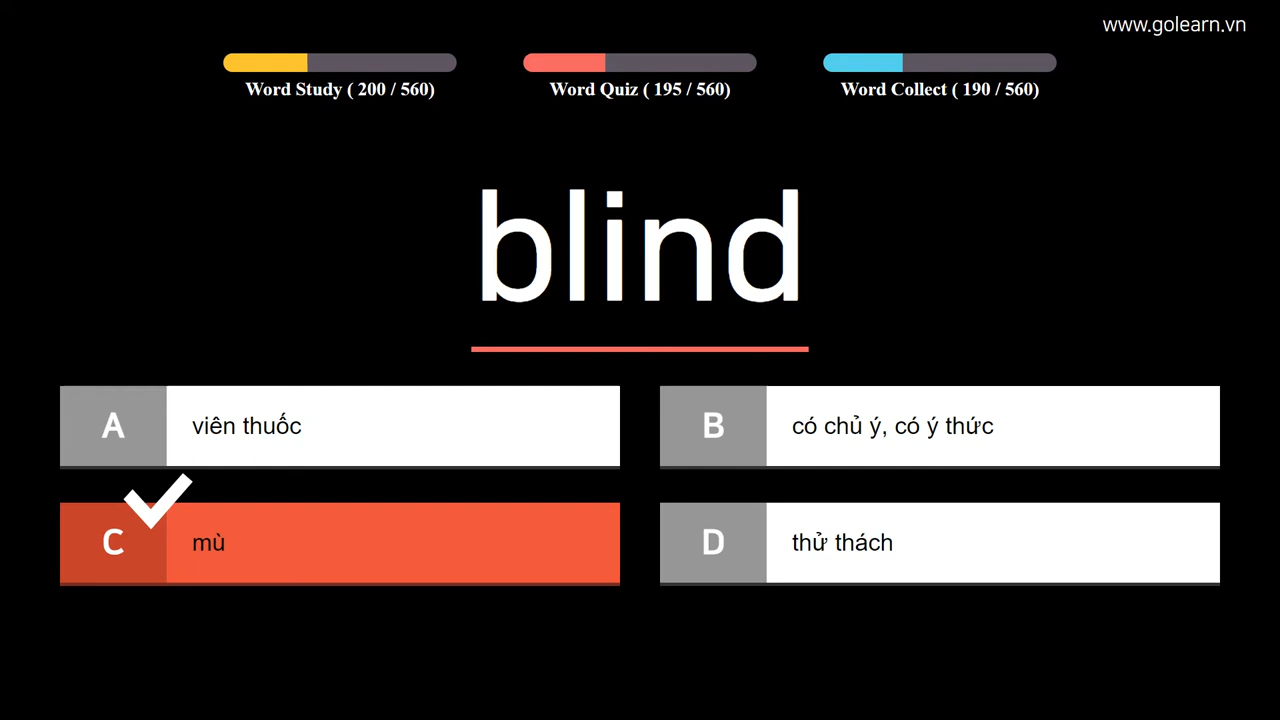 www.golearn.vn
Word Study ( 200 / 560)
Word Quiz ( 195 / 560)
Word Collect ( 190 / 560)
blind
A viên thuốc
B có chủ ý, có ý thức
C mù
D thử thách